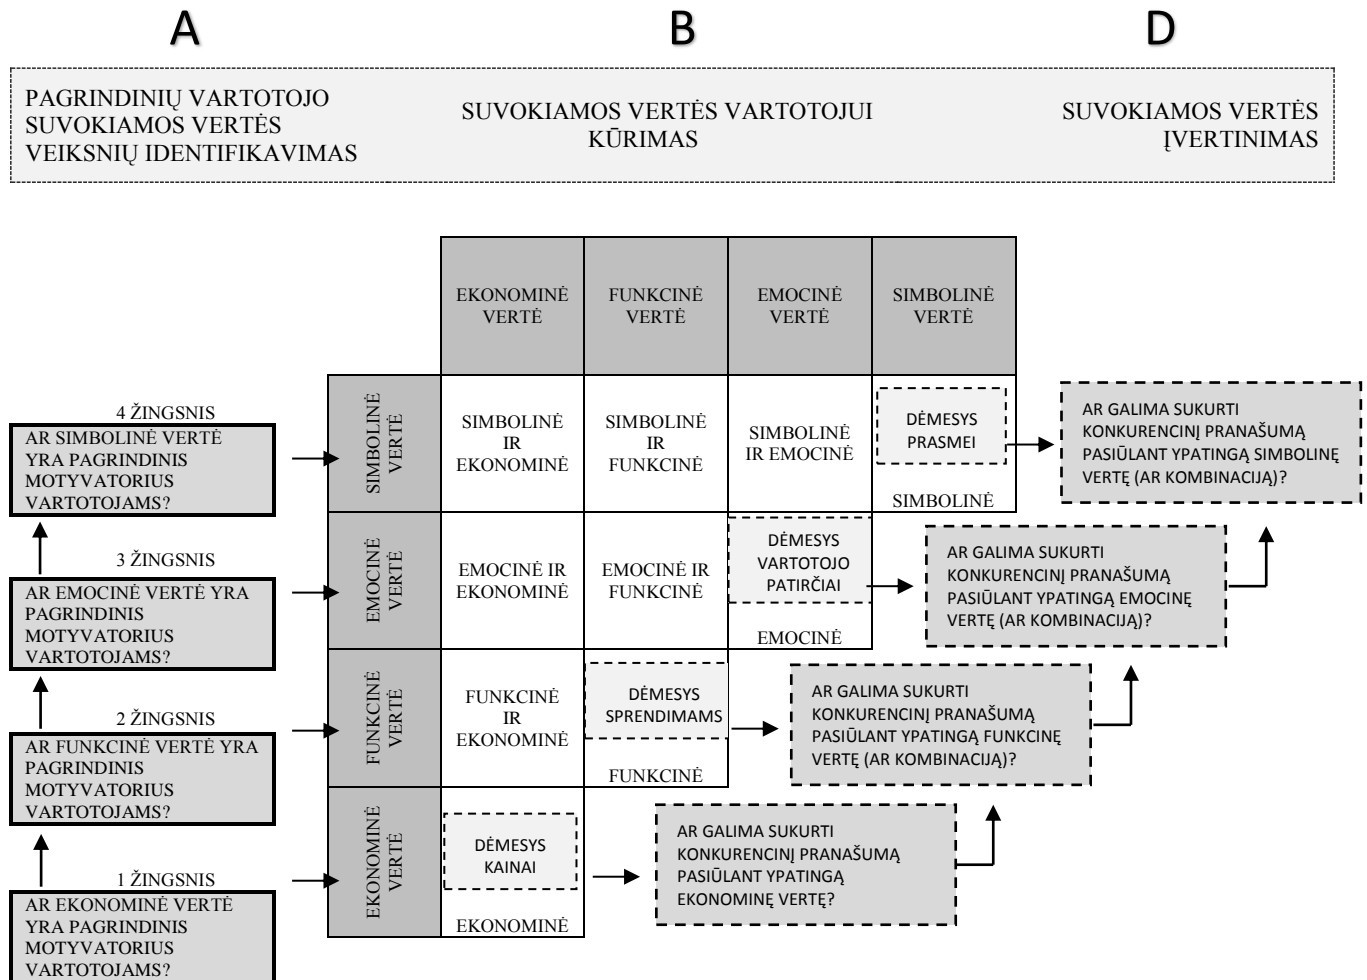 A
B
D
PAGRINDINIŲ VARTOTOJO
SUVOKIAMOS VERTĖS
VEIKSNIŲ IDENTIFIKAVIMAS
SUVOKIAMOS VERTĖS VARTOTOJUI
KŪRIMAS
SUVOKIAMOS VERTĖS
ĮVERTINIMAS
EKONOMINĖ
VERTĖ
FUNKCINĖ
VERTĖ
EMOCINĖ
VERTĖ
SIMBOLINĖ
VERTĖ
4 ŽINGSNIS
AR SIMBOLINĖ VERTĖ
YRA PAGRINDINIS
MOTYVATORIUS
VARTOTOJAMS?
SIMBOLINĖ
VERTĖ
SIMBOLINĖ
IR
EKONOMINĖ
SIMBOLINĖ
IR
FUNKCINĖ
SIMBOLINĖ
IR EMOCINĖ
DĖMESYS
PRASMEI
SIMBOLINĖ
AR GALIMA SUKURTI
KONKURENCINĮ PRANAŠUMĄ
PASIŪLANT YPATINGĄ SIMBOLINĘ
VERTĘ (AR KOMBINACIJĄ)?
3 ŽINGSNIS
AR EMOCINĖ VERTĖ YRA
PAGRINDINIS
MOTYVATORIUS
VARTOTOJAMS?
EMOCINĖ
VERTĖ
EMOCINĖ IR
EKONOMINĖ
EMOCINĖ IR
FUNKCINĖ
DĖMESYS
VARTOTOJO
PATIRČIAI
EMOCINĖ
AR GALIMA SUKURTI
KONKURENCINĮ PRANAŠUMĄ
PASIŪLANT YPATINGĄ EMOCINĘ
VERTĘ (AR KOMBINACIJĄ)?
2 ŽINGSNIS
AR FUNKCINĖ VERTĖ YRA
PAGRINDINIS
MOTYVATORIUS
VARTOTOJAMS?
FUNKCINĖ
VERTĖ
FUNKCINĖ
IR
EKONOMINĖ
DĖMESYS
SPRENDIMAMS
FUNKCINĖ
AR GALIMA SUKURTI
KONKURENCINĮ PRANAŠUMĄ
PASIŪLANT YPATINGĄ FUNKCINĘ
VERTĘ (AR KOMBINACIJĄ)?
1 ŽINGSNIS
AR EKONOMINĖ VERTĖ
YRA PAGRINDINIS
MOTYVATORIUS
VARTOTOJAMS?
EKONOMINĖ
VERTĖ
DĖMESYS
KAINAI
EKONOMINĖ
AR GALIMA SUKURTI
KONKURENCINĮ PRANAŠUMĄ
PASIŪLANT YPATINGĄ
EKONOMINĘ VERTĘ?